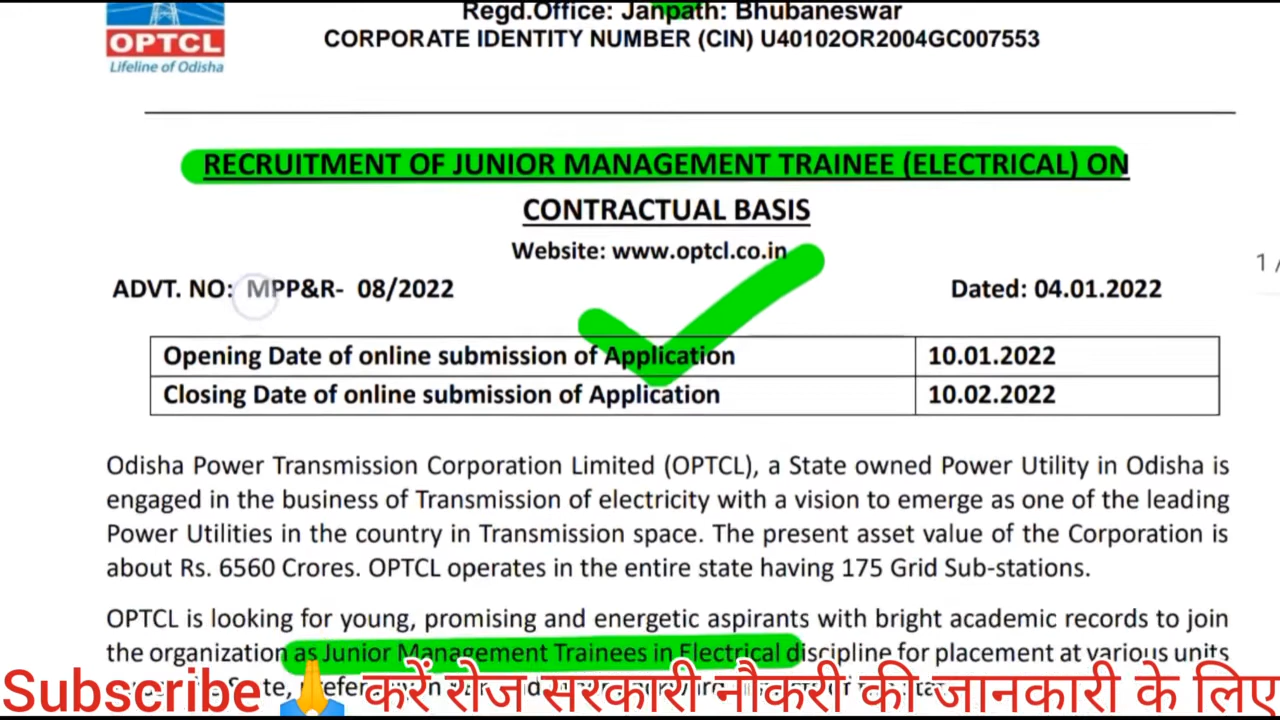 Regd.Office: Janpath: Bhubaneswar
OPTCL
CORPORATE IDENTITY NUMBER (CIN) U40102OR2004GC007553
Lifeline of Odisha
RECRUITMENT OF JUNIOR MANAGEMENT TRAINEE (ELECTRICAL) ON
CONTRACTUAL BASIS
Website: www.optcl.co.in
1 /
ADVT. NO: MPP&R- 08/2022 Dated: 04.01.2022
Opening Date of online submission of Application 10.01.2022
Closing Date of online submission of Application 10.02.2022
Odisha Power Transmission Corporation Limited (OPTCL), a State owned Power Utility in Odisha is
engaged in the business of Transmission of electricity with a vision to emerge as one of the leading
Power Utilities in the country in Transmission space. The present asset value of the Corporation is
about Rs. 6560 Crores. OPTCL operates in the entire state having 175 Grid Sub-stations.
OPTCL is looking for young, promising and energetic aspirants with bright academic records to join
the organization as Junior Management Trainees in Electrical discipline for placement at various units
Subscribe🙏 करें रोज सरकारी नौकरी की जानकारी के लिए